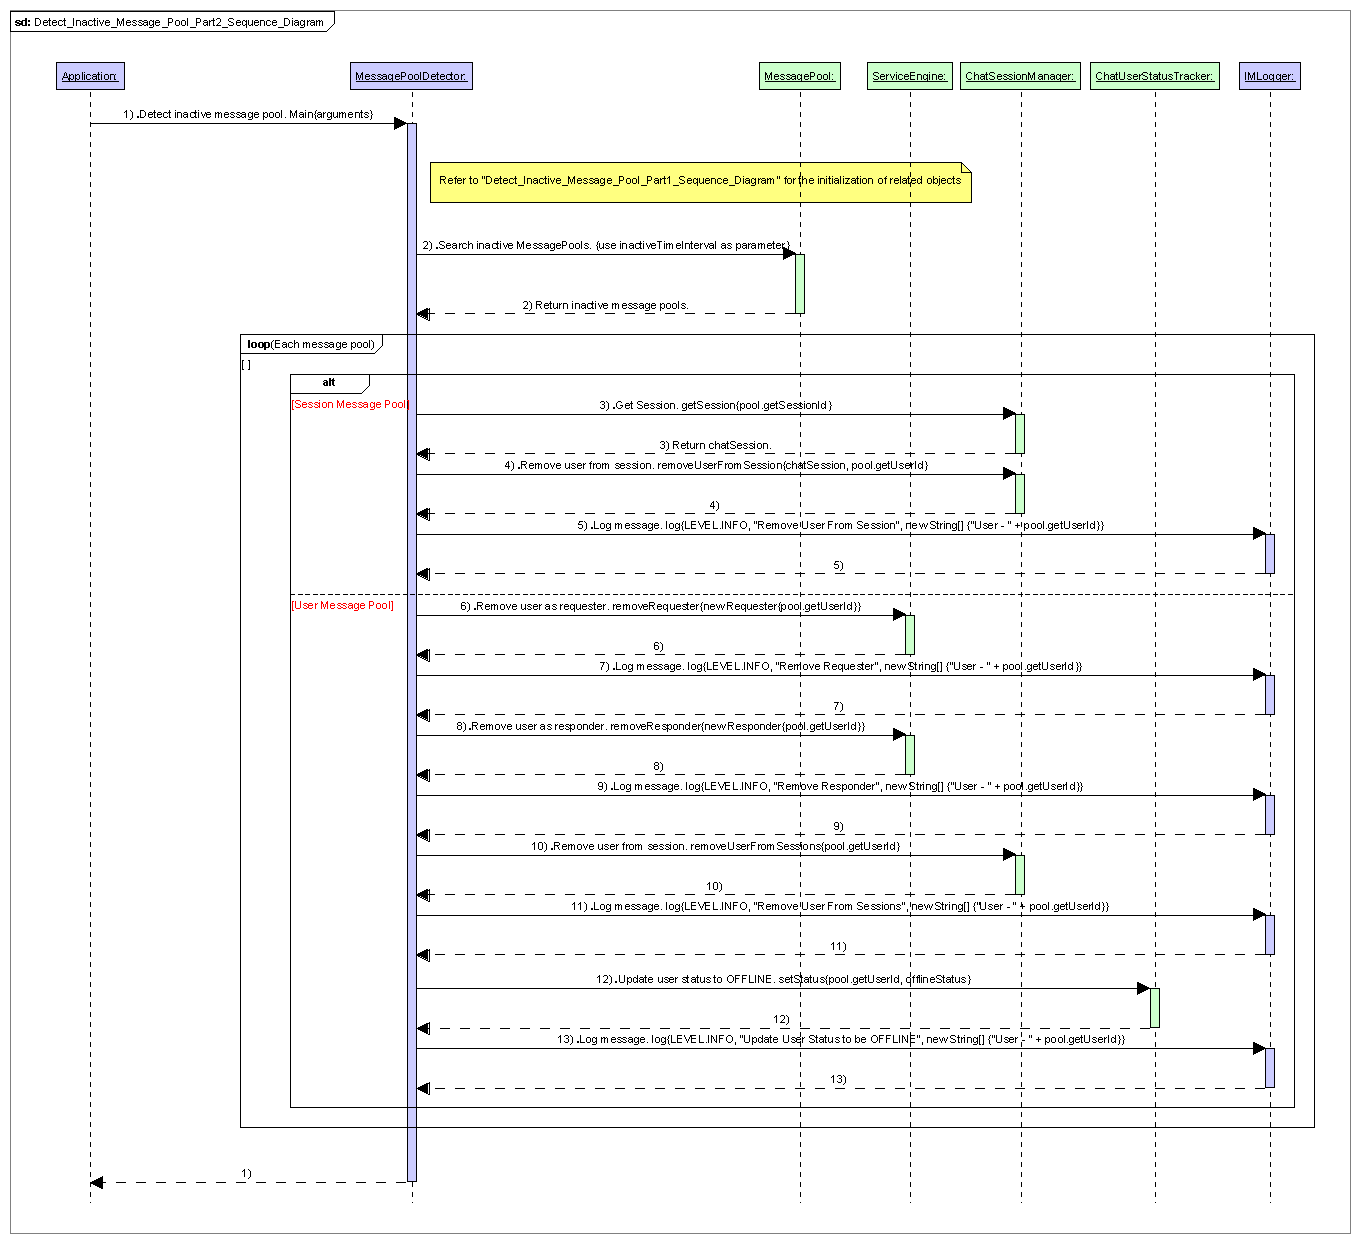 sd: Detect_Inactive_Message_Pool_Part2_Sequence_Diagram
Application: MessagePoolDetector: MessagePool: ServiceEngine: ChatSessionManager: ChatUserStatusTracker: IMLogger:
1) .Detect inactive message pool. Main{arguments}
Refer to "Detect_Inactive_Message_Pool_Part1_Sequence_Diagram" for the initialization of related objects
2) .Search inactive MessagePools. {use inactiveTimeInterval as parameter}
2) Return inactive message pools.
loop(Each message pool)
[ ]
alt
[Session Message Pool]
3) .Get Session. getSession{pool.getSessionId}
3) Return chatSession.
4) .Remove user from session. removeUserFromSession{chatSession, pool.getUserId}
4)
5) .Log message. log{LEVEL.INFO, "Remove User From Session", new String[] {"User - " + pool.getUserId}}
5)
[User Message Pool]
6) .Remove user as requester. removeRequester{new Requester{pool.getUserId}}
6)
7) .Log message. log{LEVEL.INFO, "Remove Requester", new String[] {"User - " + pool.getUserId}}
7)
8) .Remove user as responder. removeResponder{new Responder{pool.getUserId}}
8)
9) .Log message. log{LEVEL.INFO, "Remove Responder", new String[] {"User - " + pool.getUserId}}
9)
10) .Remove user from session. removeUserFromSessions{pool.getUserId}
10)
11) .Log message. log{LEVEL.INFO, "Remove User From Sessions", new String[] {"User - " + pool.getUserId}}
11)
12) .Update user status to OFFLINE. setStatus{pool.getUserId, offlineStatus}
12)
13) .Log message. log{LEVEL.INFO, "Update User Status to be OFFLINE", new String[] {"User - " + pool.getUserId}}
13)
1)